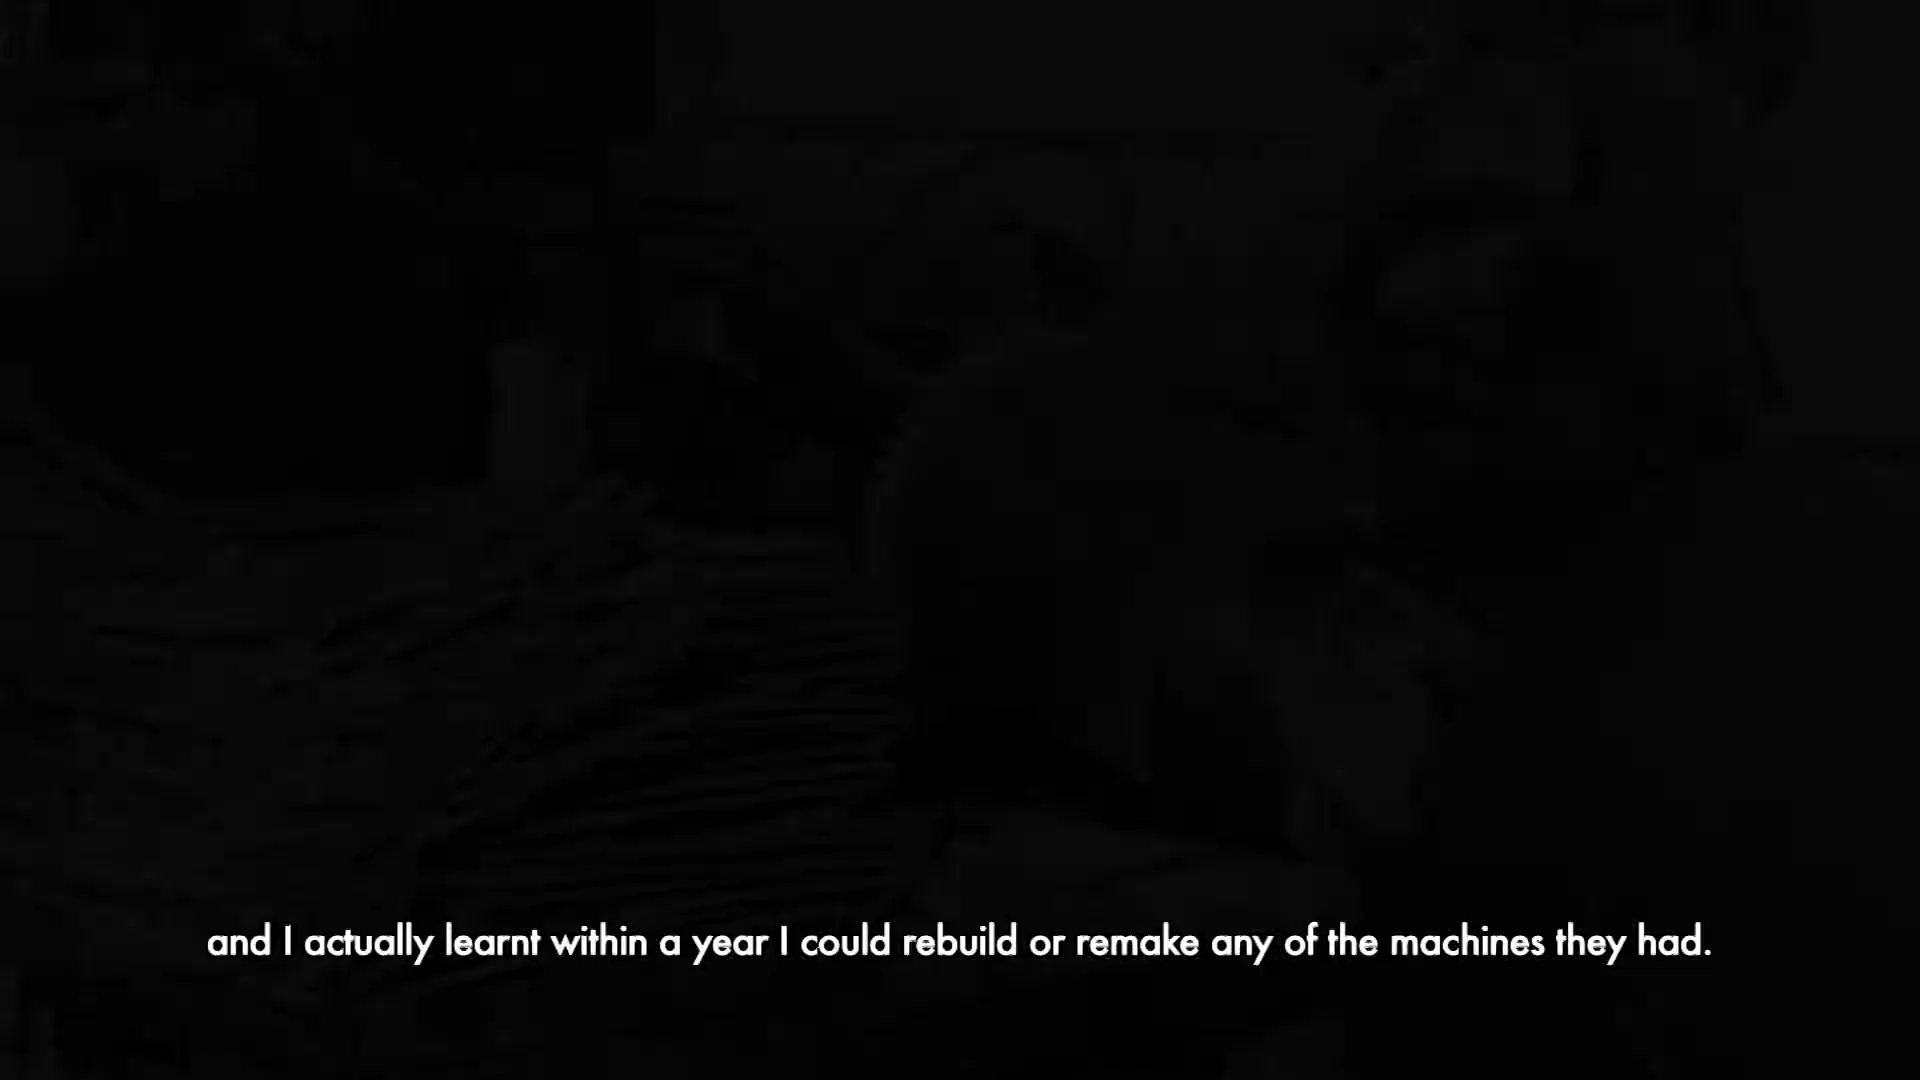 and I actually learnt within a year I could rebuild or remake any of the machines they had.